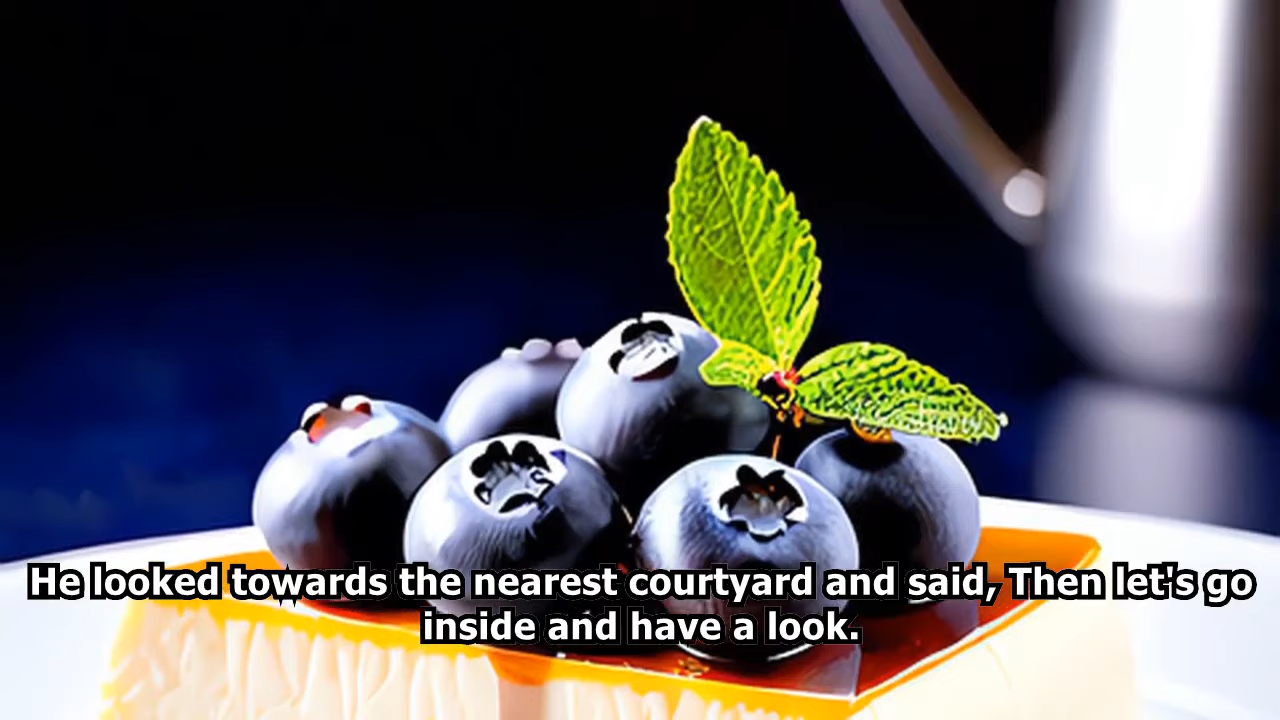 He looked towards the nearest courtyard and said, Then let's go
inside and have a look.